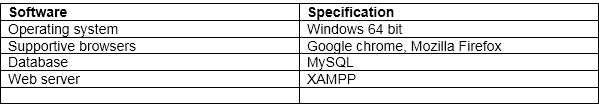 Software Specification
Operating system Windows 64 bit
Supportive browsers Google chrome, Mozilla Firefox
Database MySQL
Web server XAMPP